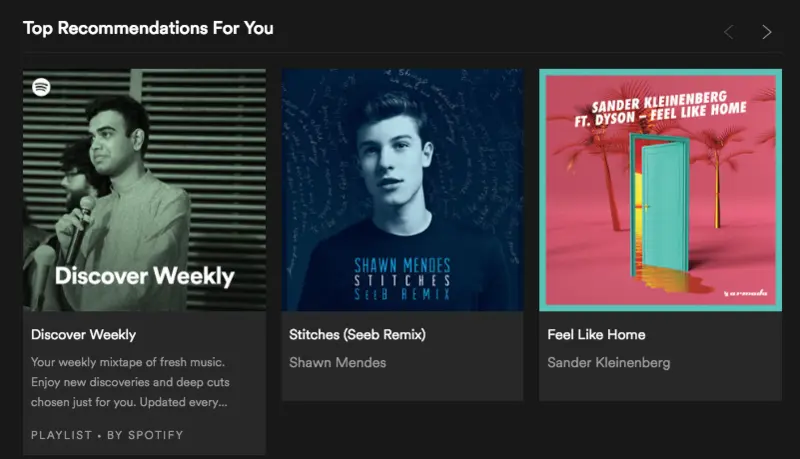 Top Recommendations For You
Discover Weekly
Discover Weekly
Your weekly mixtape of fresh music.
Enjoy new discoveries and deep cuts
chosen just for you. Updated every...
PLAYLIST • BY SPOTIFY
SHAWN MENDES
STITCHES
SEEB REMIX
Stitches (Seeb Remix)
Shawn Mendes
SANDER KLEINENBERG
FT. DYSON – FEEL LIKE HOME
armada
Feel Like Home
Sander Kleinenberg